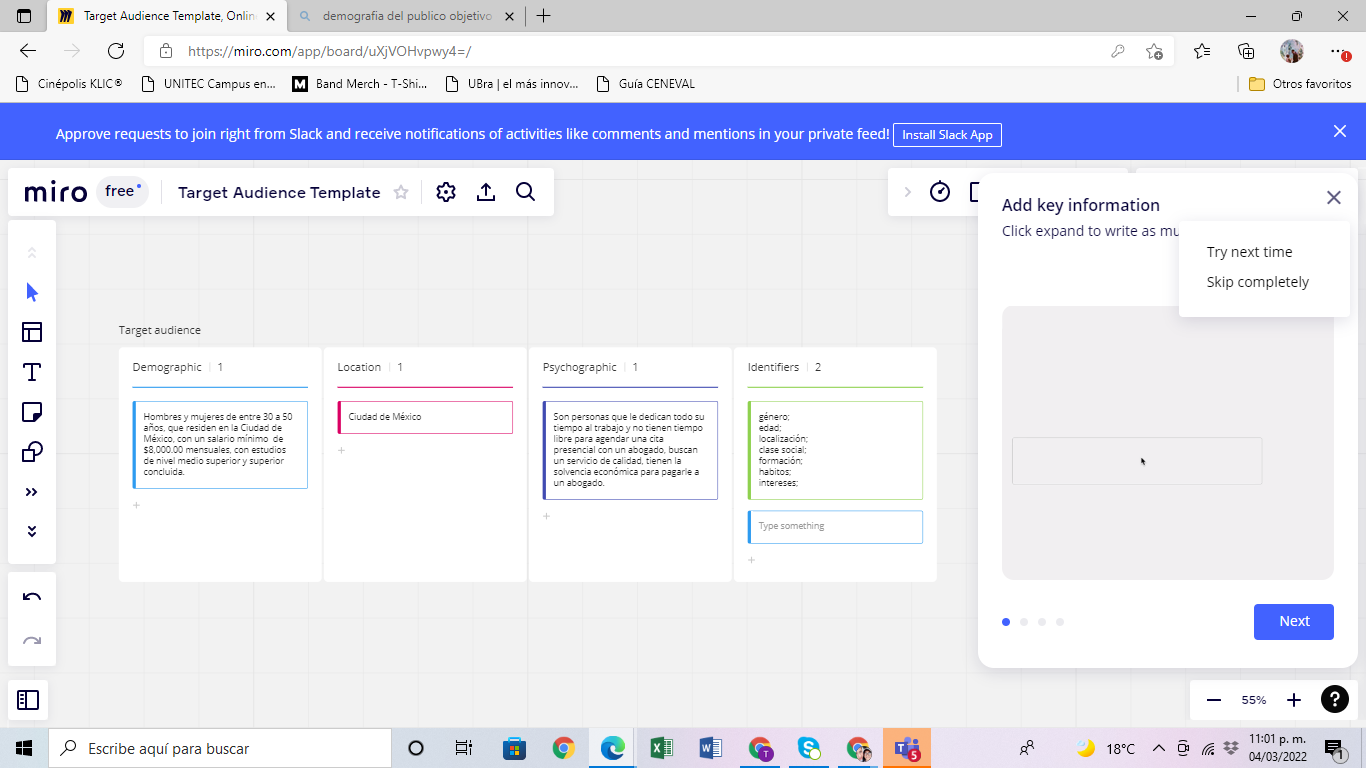 Target Audience Template, Onlin
demografia del publico objetivo
https://miro.com/app/board/uXjVOHvpwy4=/
Cinépolis KLIC®
UNITEC Campus en...
Band Merch - T-Shi...
UBra | el más innov...
Guía CENEVAL
Otros favoritos
Approve requests to join right from Slack and receive notifications of activities like comments and mentions in your private feed!
Install Slack App
miro
free
Target Audience Template
Add key information
Click expand to write as mu
Try next time
Skip completely
Target audience
Demographic | 1
Hombres y mujeres de entre 30 a 50
años, que residen en la Ciudad de
México, con un salario mínimo de
$8,000.00 mensuales, con estudios
de nivel medio superior y superior
concluida.
Location | 1
Ciudad de México
Psychographic | 1
Son personas que le dedican todo su
tiempo al trabajo y no tienen tiempo
libre para agendar una cita
presencial con un abogado, buscan
un servicio de calidad, tienen la
solvencia económica para pagarle a
un abogado.
Identifiers | 2
género;
edad;
localización;
clase social;
formación;
habitos;
intereses;
Type something
Next
55%
Escribe aquí para buscar
18°C
11:01 p. m.
04/03/2022